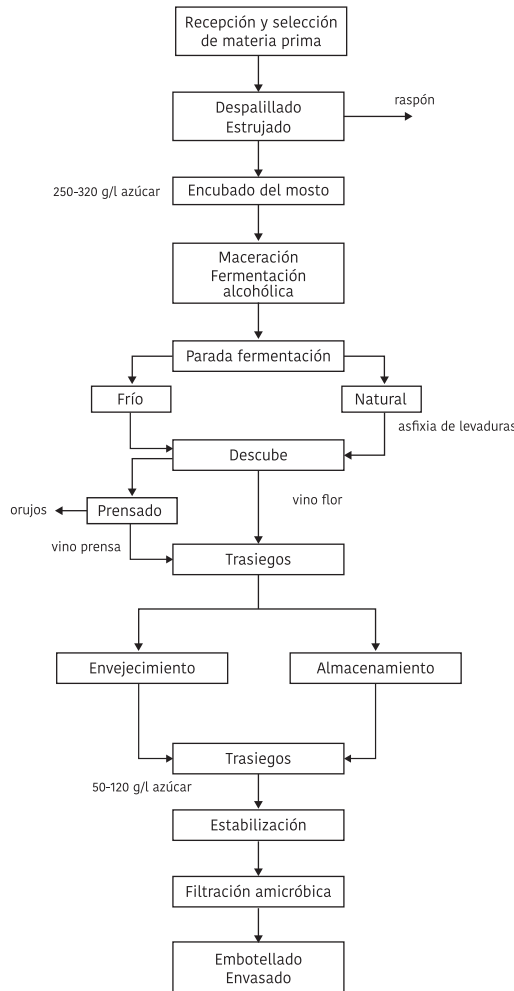 Recepción y selección
de materia prima
Despalillado
Estrujado
raspón
250-320 g/l azúcar
Encubado del mosto
Maceración
Fermentación
alcohólica
Parada fermentación
Frío
Natural
asfixia de levaduras
Descube
vino flor
orujos
Prensado
vino prensa
Trasiegos
Envejecimiento
Almacenamiento
Trasiegos
50-120 g/l azúcar
Estabilización
Filtración amicróbica
Embotellado
Envasado